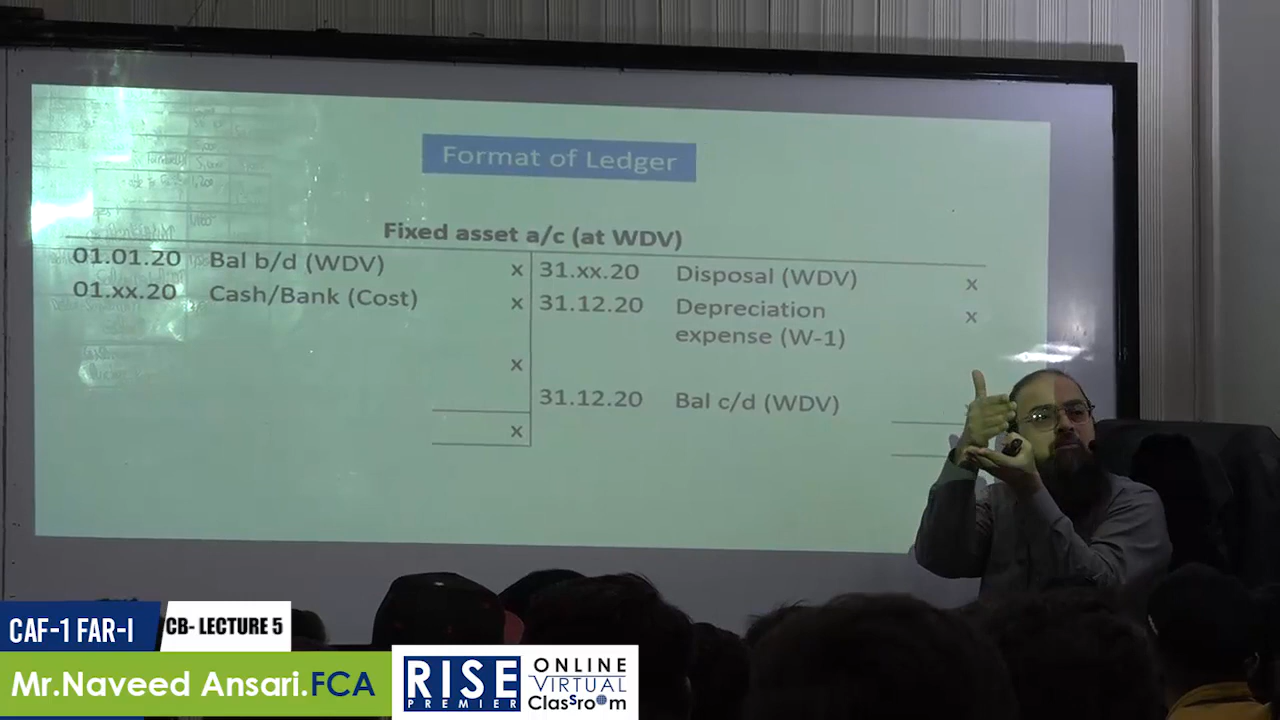 Format of Ledger
Fixed asset a/c (at WDV)
01.01.20 Bal b/d (WDV) x 31.xx.20 Disposal (WDV) x
01.xx.20 Cash/Bank (Cost) x 31.12.20 Depreciation x
expense (W-1)
x
31.12.20 Bal c/d (WDV)
x
CAF-1 FAR-I
CB- LECTURE 5
Mr.Naveed Ansari.FCA
RISE
PREMIER
ONLINE
VIRTUAL
Classroom